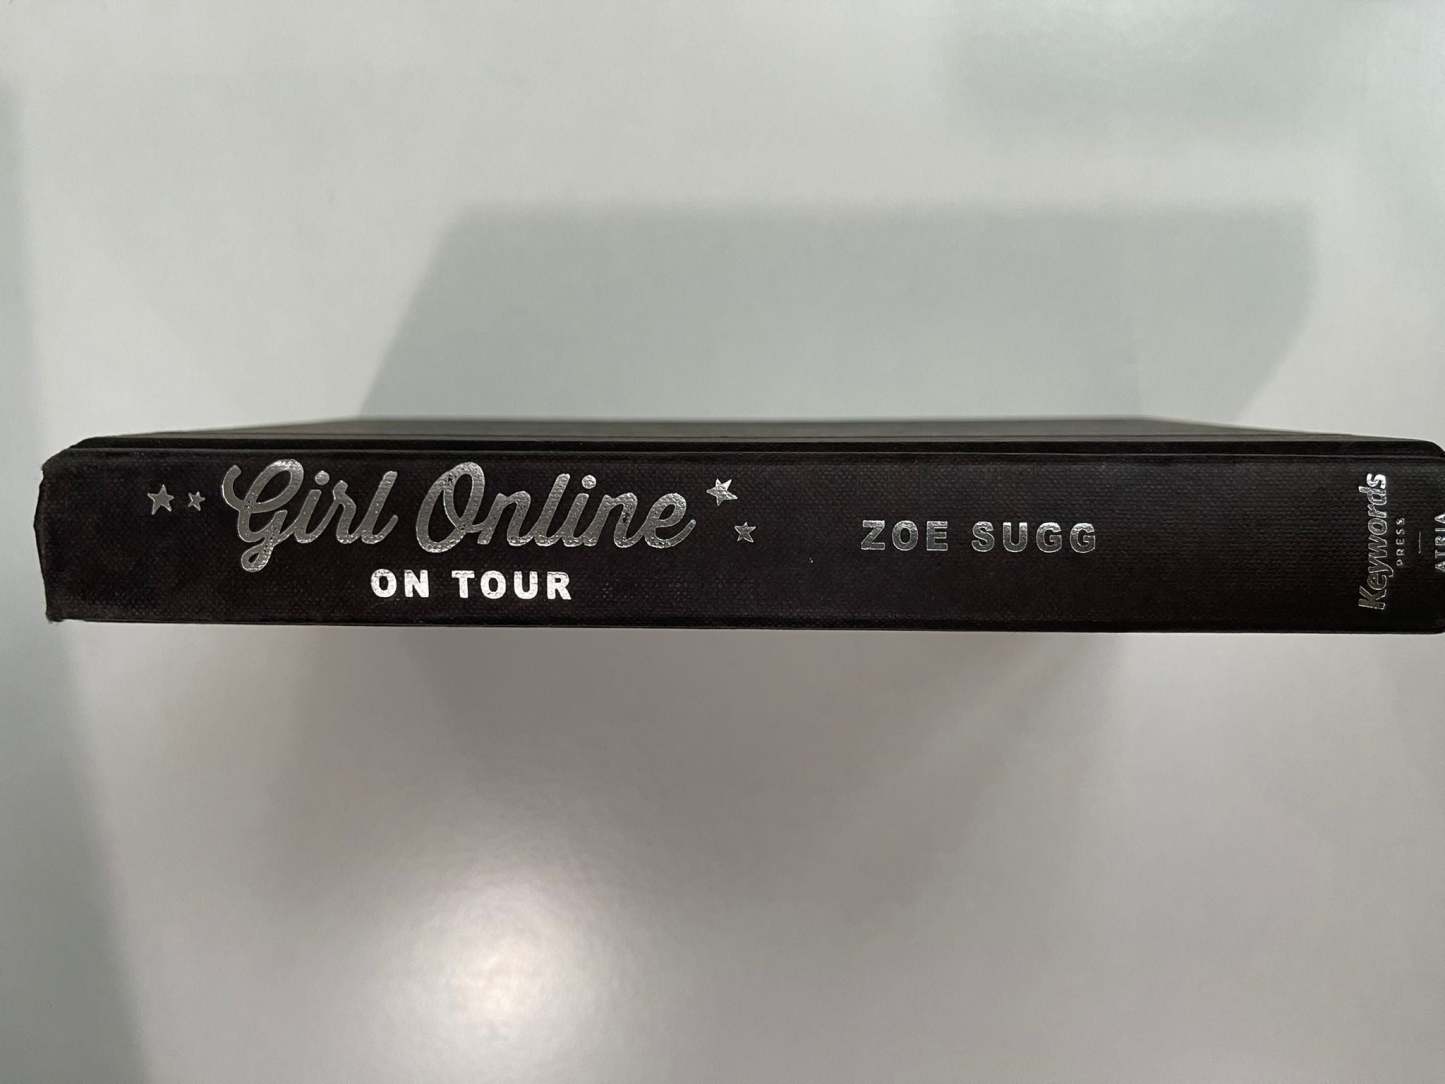 Girl Online
ON TOUR
ZOE SUGG
Keywords
PRESS
ATRIA